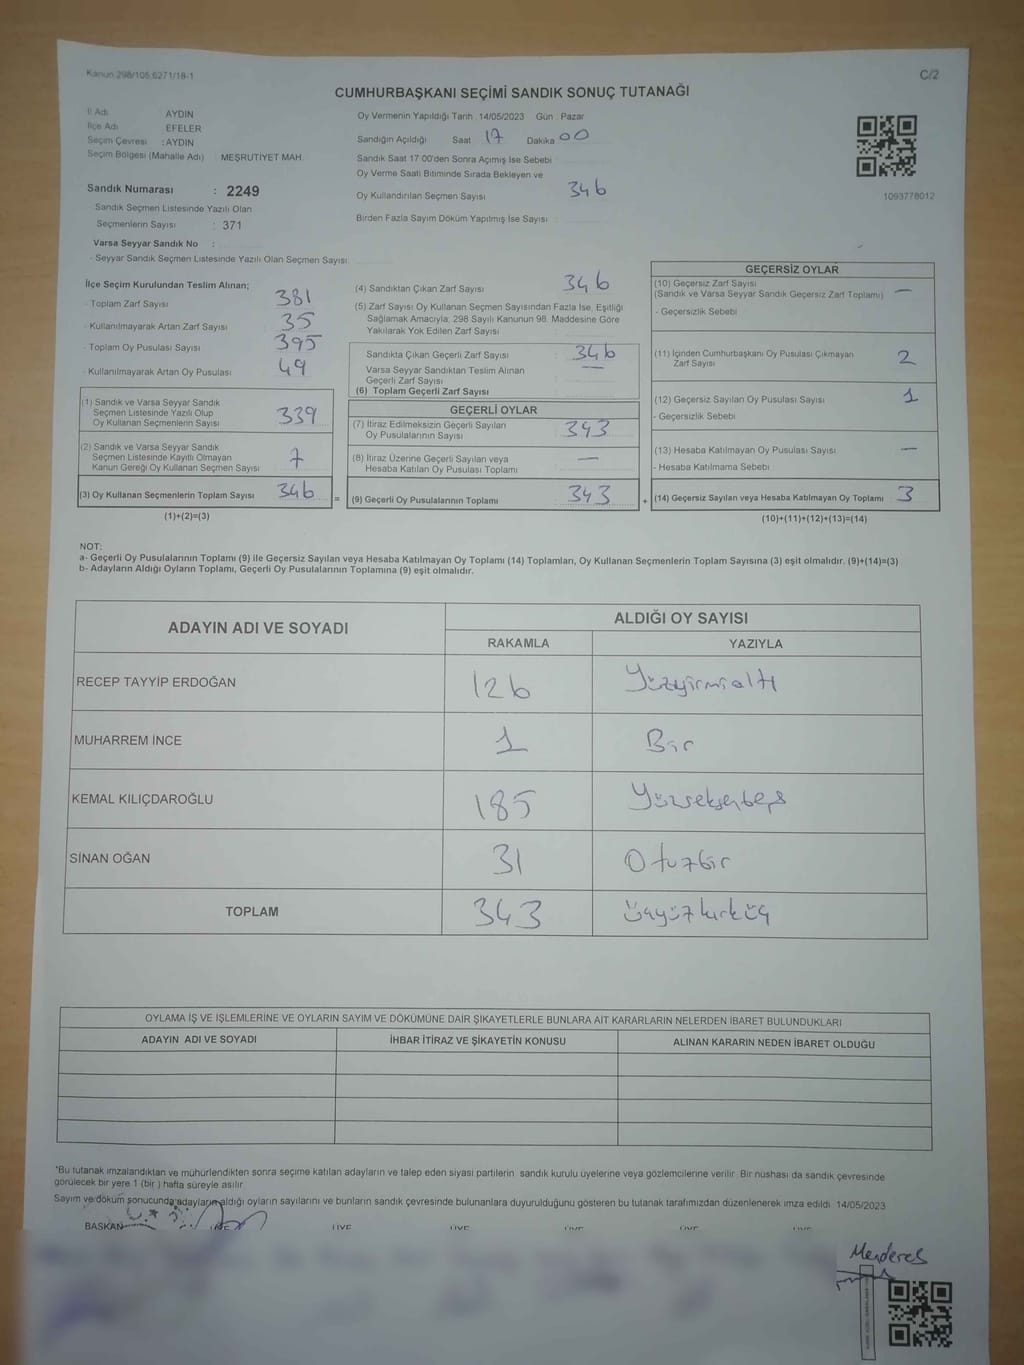 Kanun 298/105,6271/18-1
C/2
CUMHURBAŞKANI SEÇİMİ SANDIK SONUÇ TUTANAĞI
İl Adı AYDIN
İlçe Adı EFELER
Seçim Çevresi : AYDIN
Seçim Bölgesi (Mahalle Adı) : MEŞRUTİYET MAH.
Sandık Numarası : 2249
Sandık Seçmen Listesinde Yazılı Olan
Seçmenlerin Sayısı : 371
Varsa Seyyar Sandık No :
- Seyyar Sandık Seçmen Listesinde Yazılı Olan Seçmen Sayısı:
Oy Vermenin Yapıldığı Tarih : 14/05/2023 Gün : Pazar
Sandığın Açıldığı Saat 17 Dakika 00
Sandık Saat 17.00'den Sonra Açılmış İse Sebebi
Oy Verme Saati Bitiminde Sırada Bekleyen ve
Oy Kullandırılan Seçmen Sayısı 346
Birden Fazla Sayım Döküm Yapılmış İse Sayısı
1093778012
İlçe Seçim Kurulundan Teslim Alınan;
- Toplam Zarf Sayısı 381
- Kullanılmayarak Artan Zarf Sayısı 35
- Toplam Oy Pusulası Sayısı 395
- Kullanılmayarak Artan Oy Pusulası 49
(1) Sandık ve Varsa Seyyar Sandık
Seçmen Listesinde Yazılı Olup
Oy Kullanan Seçmenlerin Sayısı 339
(2) Sandık ve Varsa Seyyar Sandık
Seçmen Listesinde Kayıtlı Olmayan
Kanun Gereği Oy Kullanan Seçmen Sayısı 7
(3) Oy Kullanan Seçmenlerin Toplam Sayısı 346 =
(1)+(2)=(3)
(4) Sandıktan Çıkan Zarf Sayısı 346
(5) Zarf Sayısı Oy Kullanan Seçmen Sayısından Fazla İse, Eşitliği
Sağlamak Amacıyla; 298 Sayılı Kanunun 98. Maddesine Göre
Yakılarak Yok Edilen Zarf Sayısı
Sandıkta Çıkan Geçerli Zarf Sayısı : 346
Varsa Seyyar Sandıktan Teslim Alınan
Geçerli Zarf Sayısı : —
(6) Toplam Geçerli Zarf Sayısı :
GEÇERLİ OYLAR
(7) İtiraz Edilmeksizin Geçerli Sayılan
Oy Pusulalarının Sayısı : 343
(8) İtiraz Üzerine Geçerli Sayılan veya
Hesaba Katılan Oy Pusulası Toplamı : —
(9) Geçerli Oy Pusulalarının Toplamı : 343 +
GEÇERSİZ OYLAR
(10) Geçersiz Zarf Sayısı
(Sandık ve Varsa Seyyar Sandık Geçersiz Zarf Toplamı) —
- Geçersizlik Sebebi
(11) İçinden Cumhurbaşkanı Oy Pusulası Çıkmayan
Zarf Sayısı 2
(12) Geçersiz Sayılan Oy Pusulası Sayısı 1
- Geçersizlik Sebebi
(13) Hesaba Katılmayan Oy Pusulası Sayısı —
- Hesaba Katılmama Sebebi
(14) Geçersiz Sayılan veya Hesaba Katılmayan Oy Toplamı : 3
(10)+(11)+(12)+(13)=(14)
NOT:
a- Geçerli Oy Pusulalarının Toplamı (9) ile Geçersiz Sayılan veya Hesaba Katılmayan Oy Toplamı (14) Toplamları, Oy Kullanan Seçmenlerin Toplam Sayısına (3) eşit olmalıdır. (9)+(14)=(3)
b- Adayların Aldığı Oyların Toplamı, Geçerli Oy Pusulalarının Toplamına (9) eşit olmalıdır.
ADAYIN ADI VE SOYADI
ALDIĞI OY SAYISI
RAKAMLA YAZIYLA
RECEP TAYYİP ERDOĞAN 126 Yüzyirmialtı
MUHARREM İNCE 1 Bir
KEMAL KILIÇDAROĞLU 185 Yüzseksenbeş
SİNAN OĞAN 31 Otuzbir
TOPLAM 343 üçyüzkırküç
OYLAMA İŞ VE İŞLEMLERİNE VE OYLARIN SAYIM VE DÖKÜMÜNE DAİR ŞİKAYETLERLE BUNLARA AİT KARARLARIN NELERDEN İBARET BULUNDUKLARI
ADAYIN ADI VE SOYADI İHBAR İTİRAZ VE ŞİKAYETİN KONUSU ALINAN KARARIN NEDEN İBARET OLDUĞU
*Bu tutanak imzalandıktan ve mühürlendikten sonra seçime katılan adayların ve talep eden siyasi partilerin sandık kurulu üyelerine veya gözlemcilerine verilir. Bir nüshası da sandık çevresinde
görülecek bir yere 1 (bir) hafta süreyle asılır.
Sayım ve döküm sonucunda adayların aldığı oyların sayılarını ve bunların sandık çevresinde bulunanlara duyurulduğunu gösteren bu tutanak tarafımızdan düzenlenerek imza edildi. 14/05/2023
BAŞKAN ÜYE ÜYE ÜYE ÜYE ÜYE ÜYE
Menderes